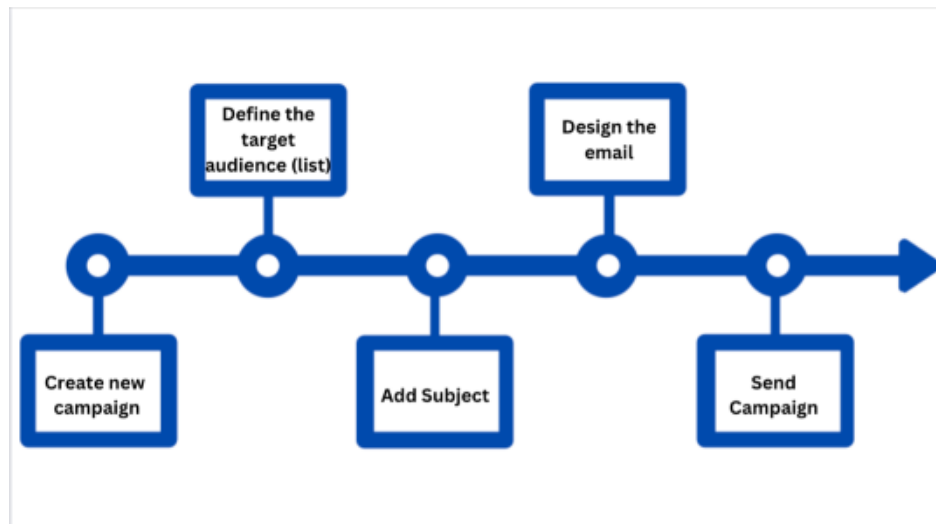 Create new
campaign
Define the
target
audience (list)
Add Subject
Design the
email
Send
Campaign